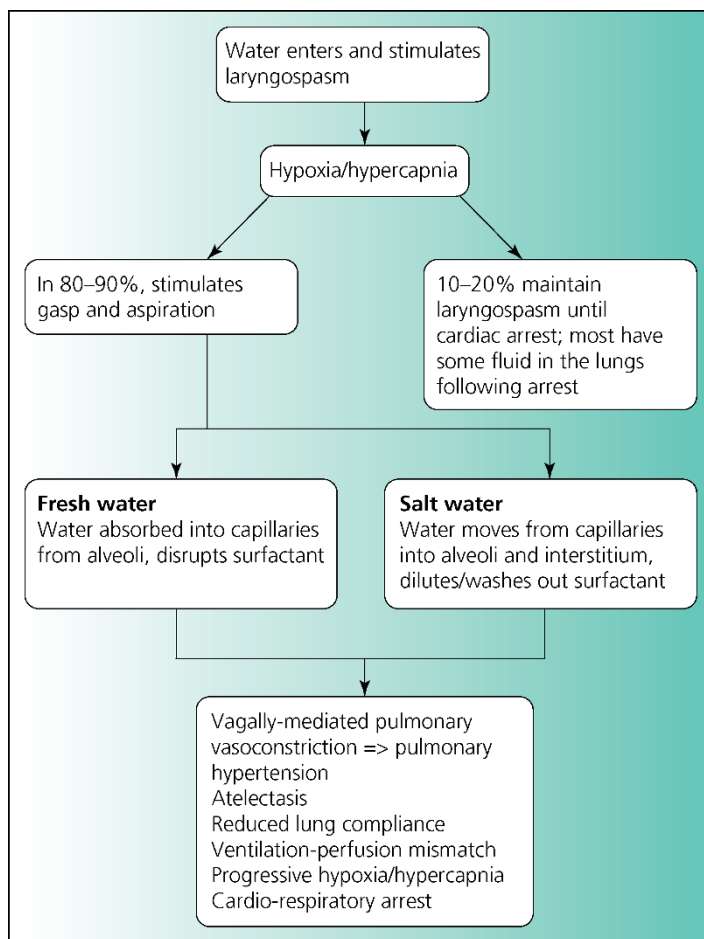 Water enters and stimulates
laryngospasm
Hypoxia/hypercapnia
In 80–90%, stimulates
gasp and aspiration
10–20% maintain
laryngospasm until
cardiac arrest; most have
some fluid in the lungs
following arrest
Fresh water
Water absorbed into capillaries
from alveoli, disrupts surfactant
Salt water
Water moves from capillaries
into alveoli and interstitium,
dilutes/washes out surfactant
Vagally-mediated pulmonary
vasoconstriction => pulmonary
hypertension
Atelectasis
Reduced lung compliance
Ventilation-perfusion mismatch
Progressive hypoxia/hypercapnia
Cardio-respiratory arrest